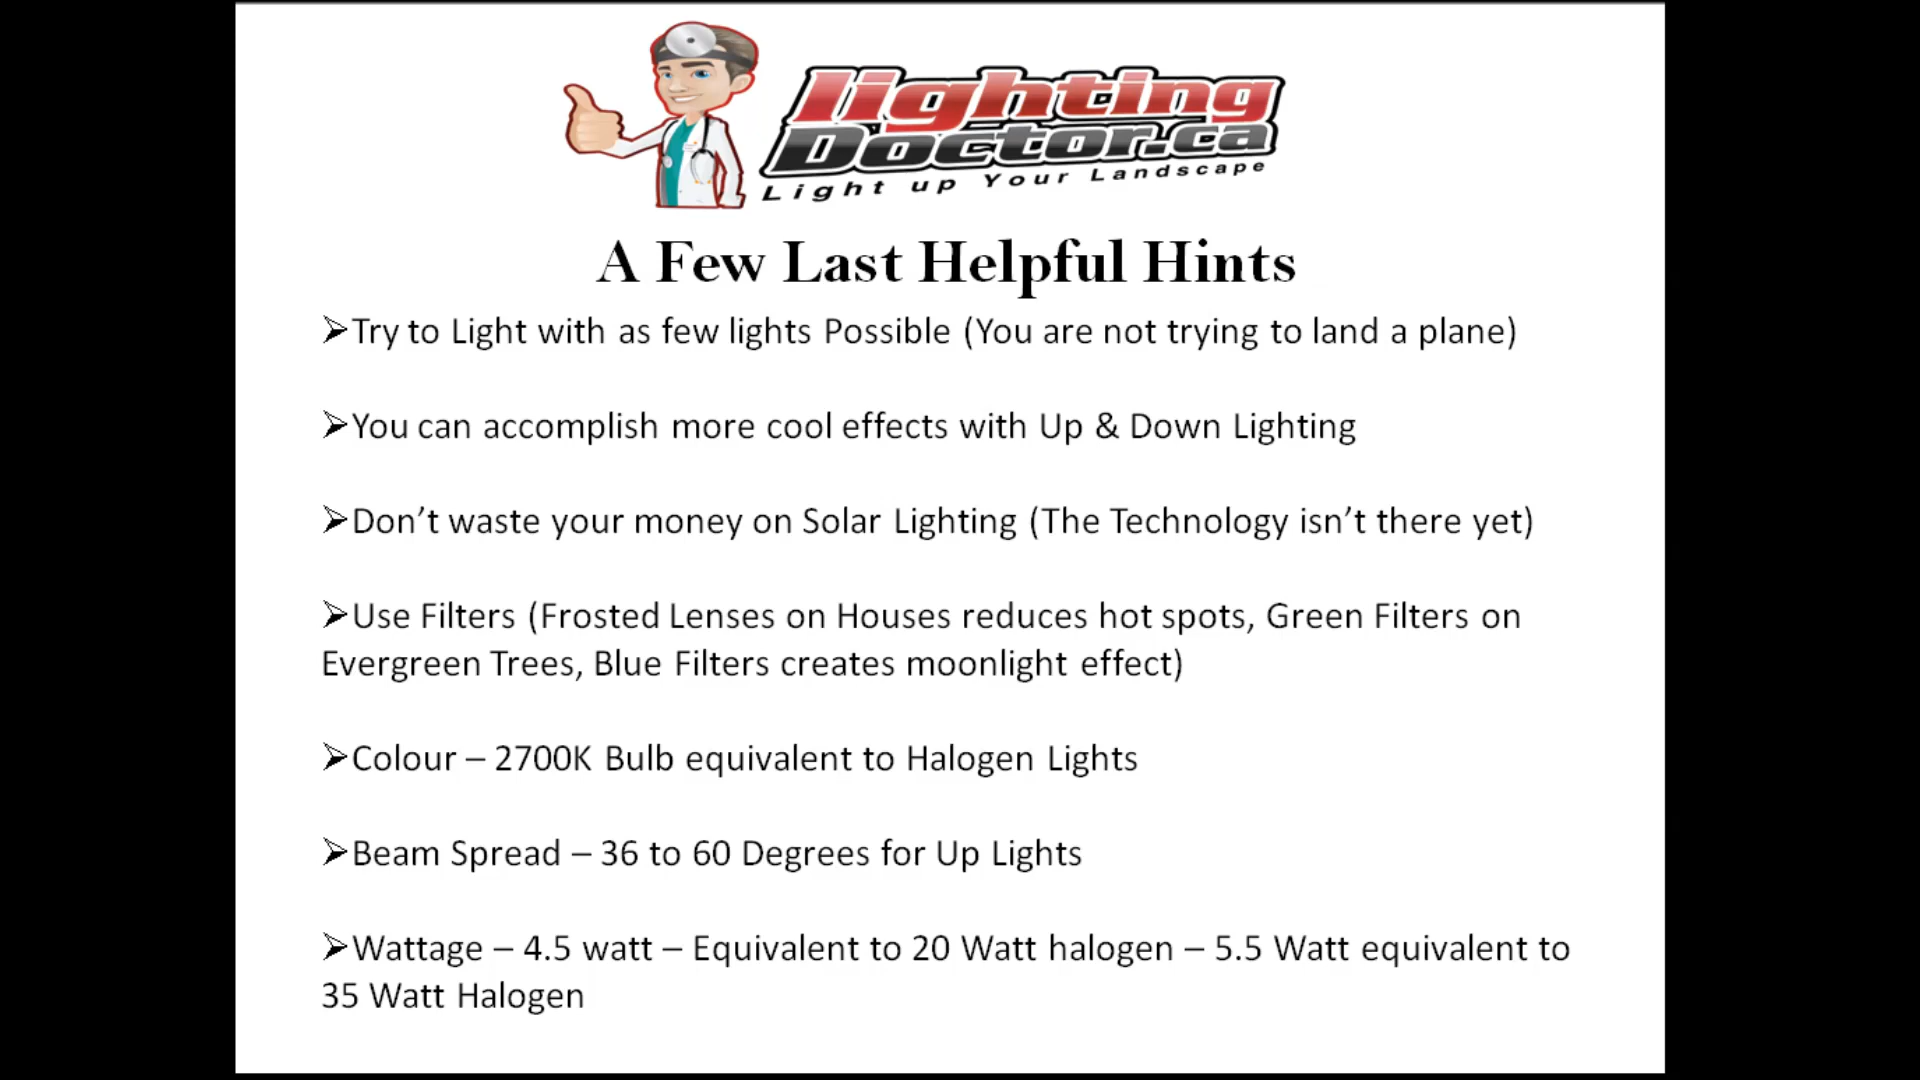 Lighting
Doctor.ca
Light up Your Landscape
A Few Last Helpful Hints
➢Try to Light with as few lights Possible (You are not trying to land a plane)
➢You can accomplish more cool effects with Up & Down Lighting
➢Don’t waste your money on Solar Lighting (The Technology isn’t there yet)
➢Use Filters (Frosted Lenses on Houses reduces hot spots, Green Filters on
Evergreen Trees, Blue Filters creates moonlight effect)
➢Colour – 2700K Bulb equivalent to Halogen Lights
➢Beam Spread – 36 to 60 Degrees for Up Lights
➢Wattage – 4.5 watt – Equivalent to 20 Watt halogen – 5.5 Watt equivalent to
35 Watt Halogen